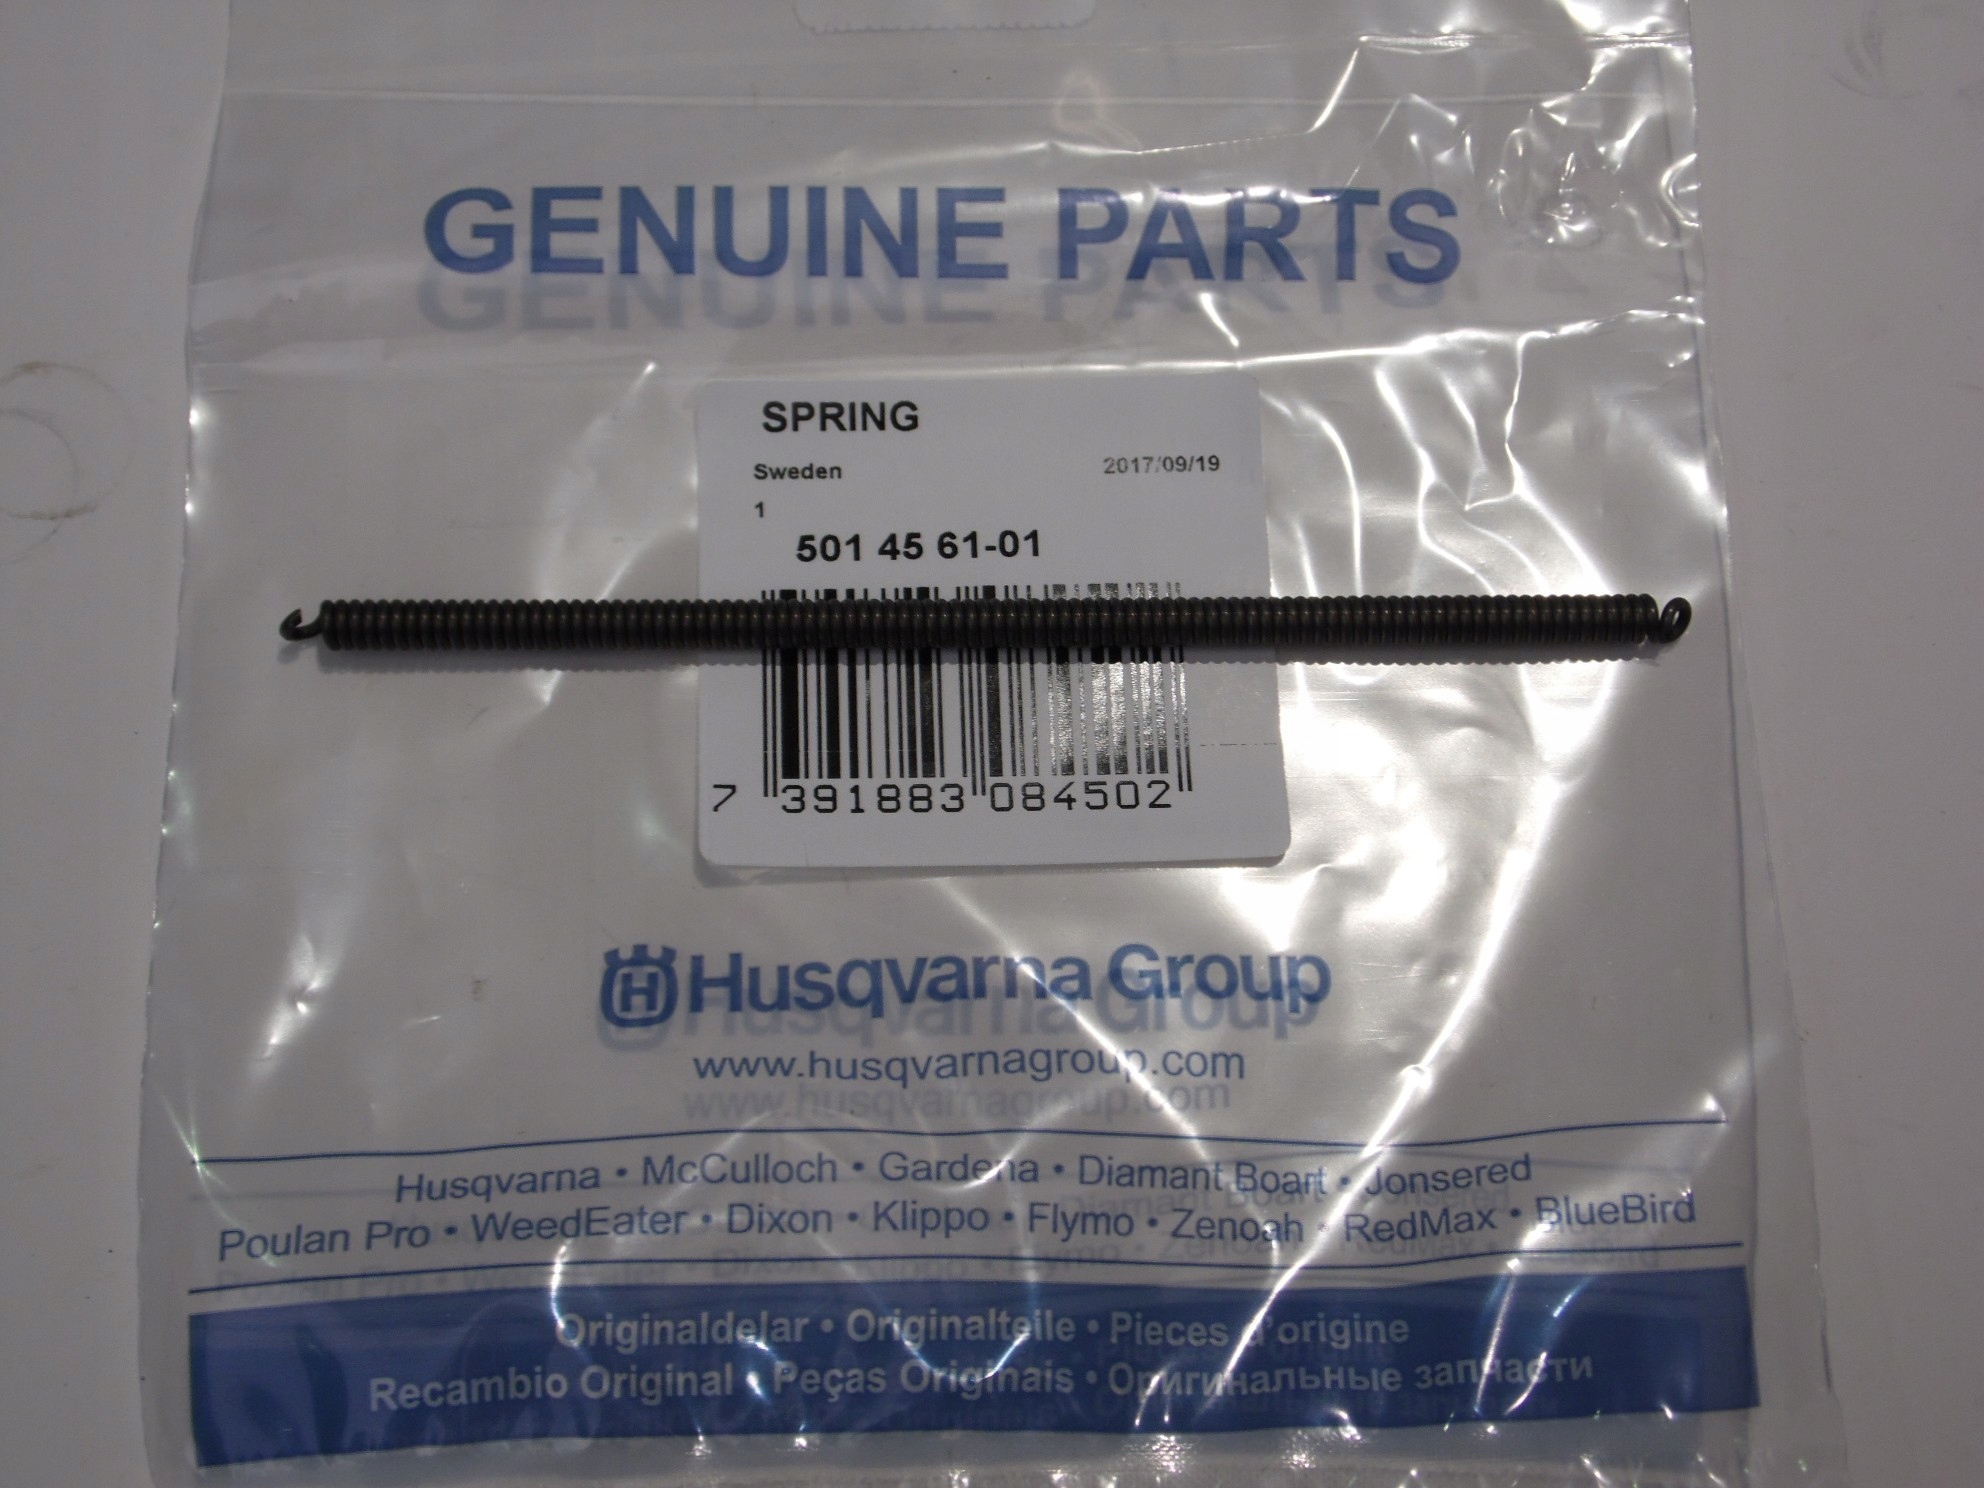 GENUINE PARTS
SPRING
Sweden 2017/09/19
1
501 45 61-01
7 391883 084502
H Husqvarna Group
www.husqvarnagroup.com
Husqvarna • McCulloch • Gardena • Diamant Boart • Jonsered
Poulan Pro • WeedEater • Dixon • Klippo • Flymo • Zenoah • RedMax • BlueBird
Originaldelar • Originalteile • Pieces d'origine
Recambio Original • Peças Originais • Оригинальные запчасти